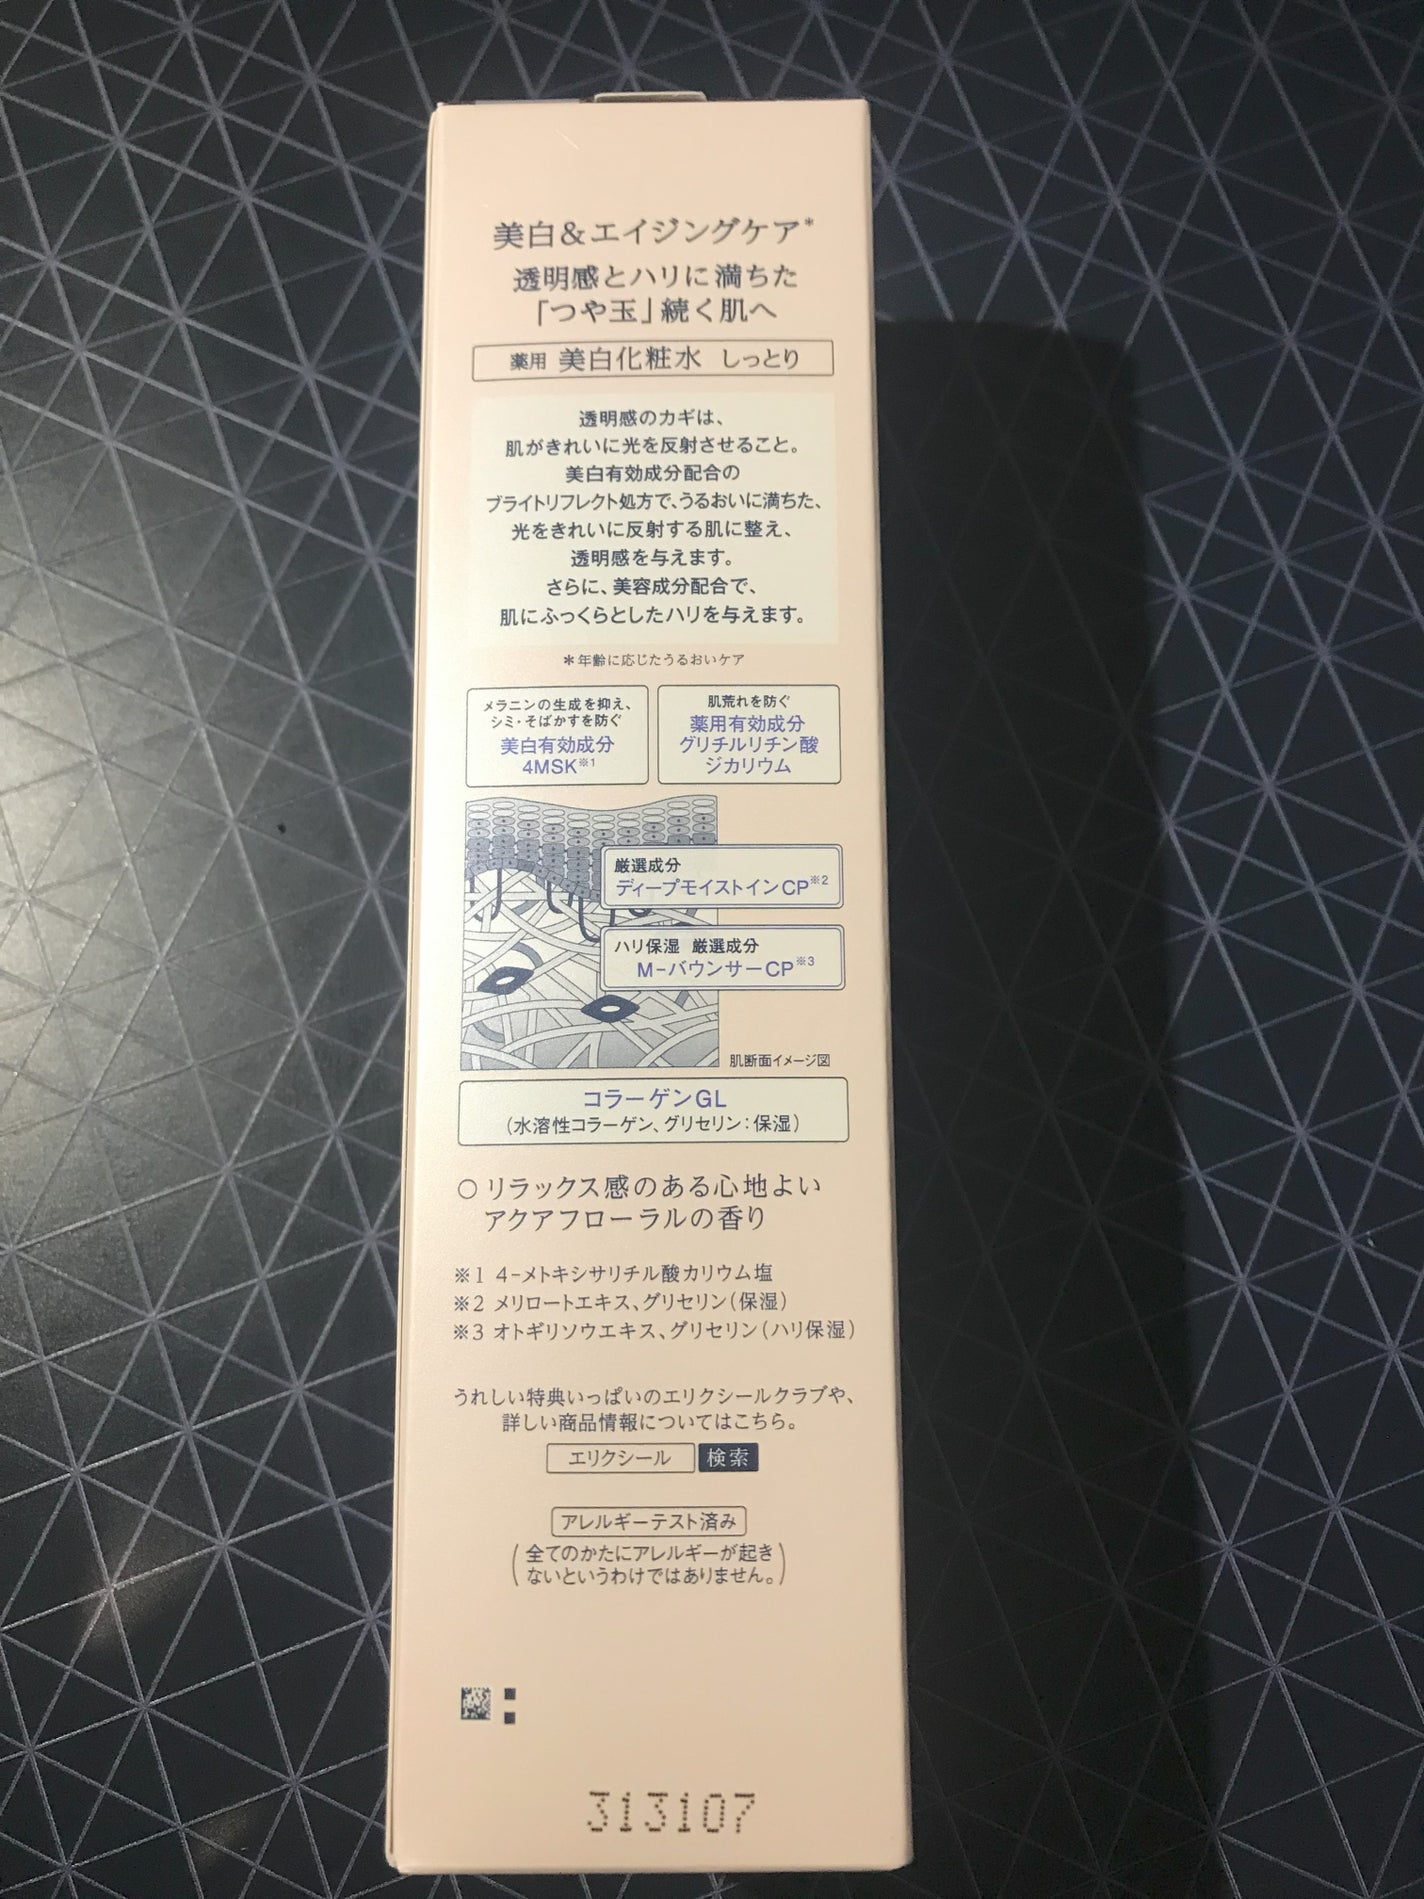 美白&エイジングケア*
透明感とハリに満ちた
「つや玉」続く肌へ
薬用 美白化粧水 しっとり
透明感のカギは、
肌がきれいに光を反射させること。
美白有効成分配合の
ブライトリフレクト処方で、うるおいに満ちた、
光をきれいに反射する肌に整え、
透明感を与えます。
さらに、美容成分配合で、
肌にふっくらとしたハリを与えます。
*年齢に応じたうるおいケア
メラニンの生成を抑え、
シミ・そばかすを防ぐ
美白有効成分
4MSK※1
肌荒れを防ぐ
薬用有効成分
グリチルリチン酸
ジカリウム
厳選成分
ディープモイストインCP※2
ハリ保湿 厳選成分
M-バウンサーCP※3
肌断面イメージ図
コラーゲンGL
(水溶性コラーゲン、グリセリン:保湿)
○ リラックス感のある心地よい
アクアフローラルの香り
※1 4-メトキシサリチル酸カリウム塩
※2 メリロートエキス、グリセリン(保湿)
※3 オトギリソウエキス、グリセリン(ハリ保湿)
うれしい特典いっぱいのエリクシールクラブや、
詳しい商品情報についてはこちら。
エリクシール 検索
アレルギーテスト済み
(全てのかたにアレルギーが起き
ないというわけではありません。)
313107